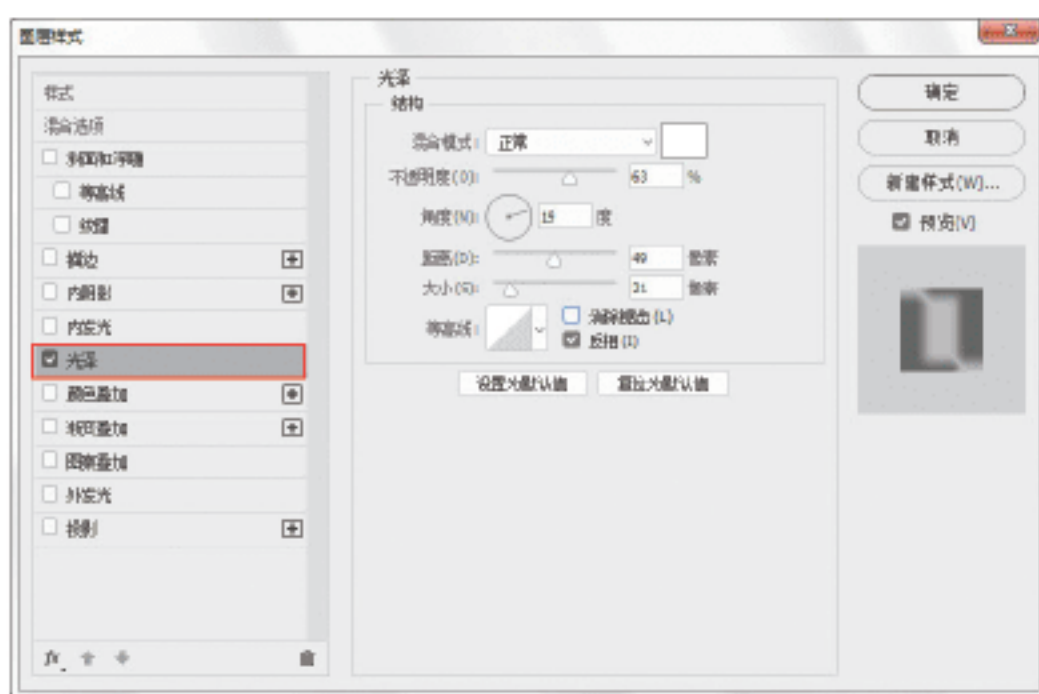 图层样式
样式
混合选项
斜面和浮雕
等高线
纹理
描边
内阴影
内发光
光泽
颜色叠加
渐变叠加
图案叠加
外发光
投影
fx
光泽
结构
混合模式： 正常
不透明度(O)： 63 %
角度(N)： 19 度
距离(D)： 49 像素
大小(S)： 21 像素
等高线：
消除锯齿(L)
反相(I)
设置为默认值 复位为默认值
确定
取消
新建样式(W)...
预览(V)